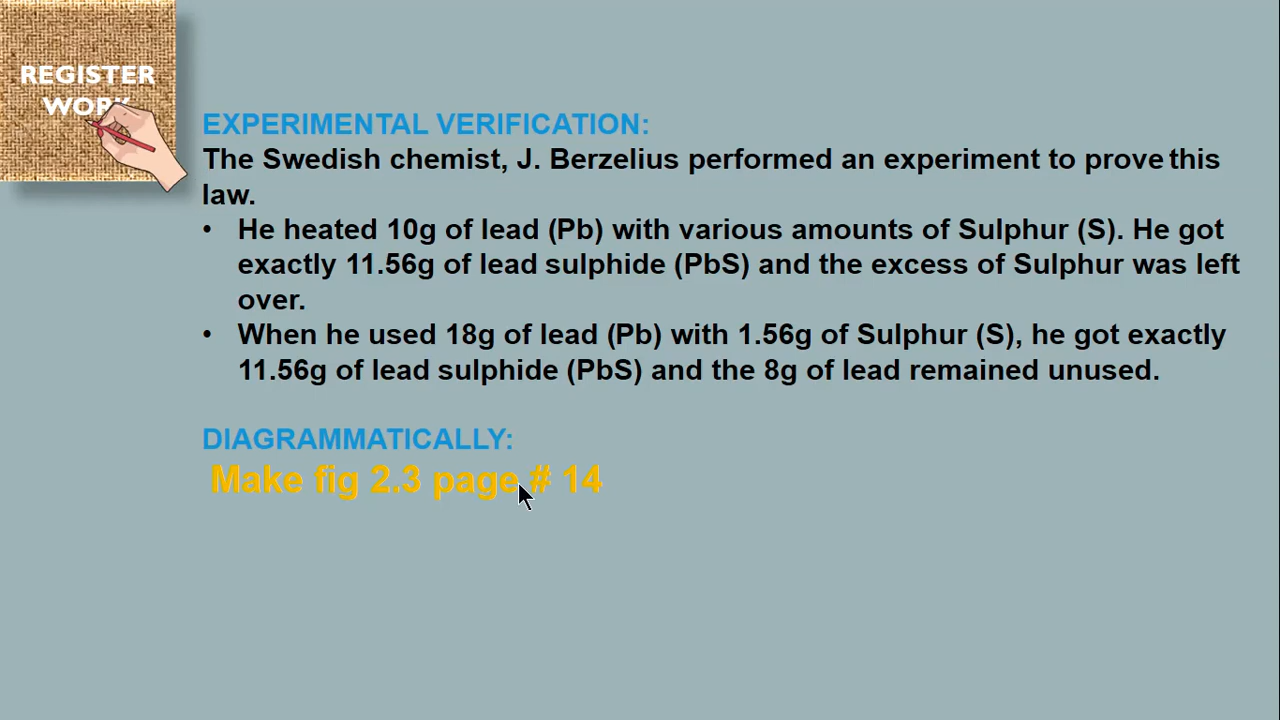 REGISTER
WORK
EXPERIMENTAL VERIFICATION:
The Swedish chemist, J. Berzelius performed an experiment to prove this
law.
• He heated 10g of lead (Pb) with various amounts of Sulphur (S). He got
exactly 11.56g of lead sulphide (PbS) and the excess of Sulphur was left
over.
• When he used 18g of lead (Pb) with 1.56g of Sulphur (S), he got exactly
11.56g of lead sulphide (PbS) and the 8g of lead remained unused.
DIAGRAMMATICALLY:
Make fig 2.3 page # 14